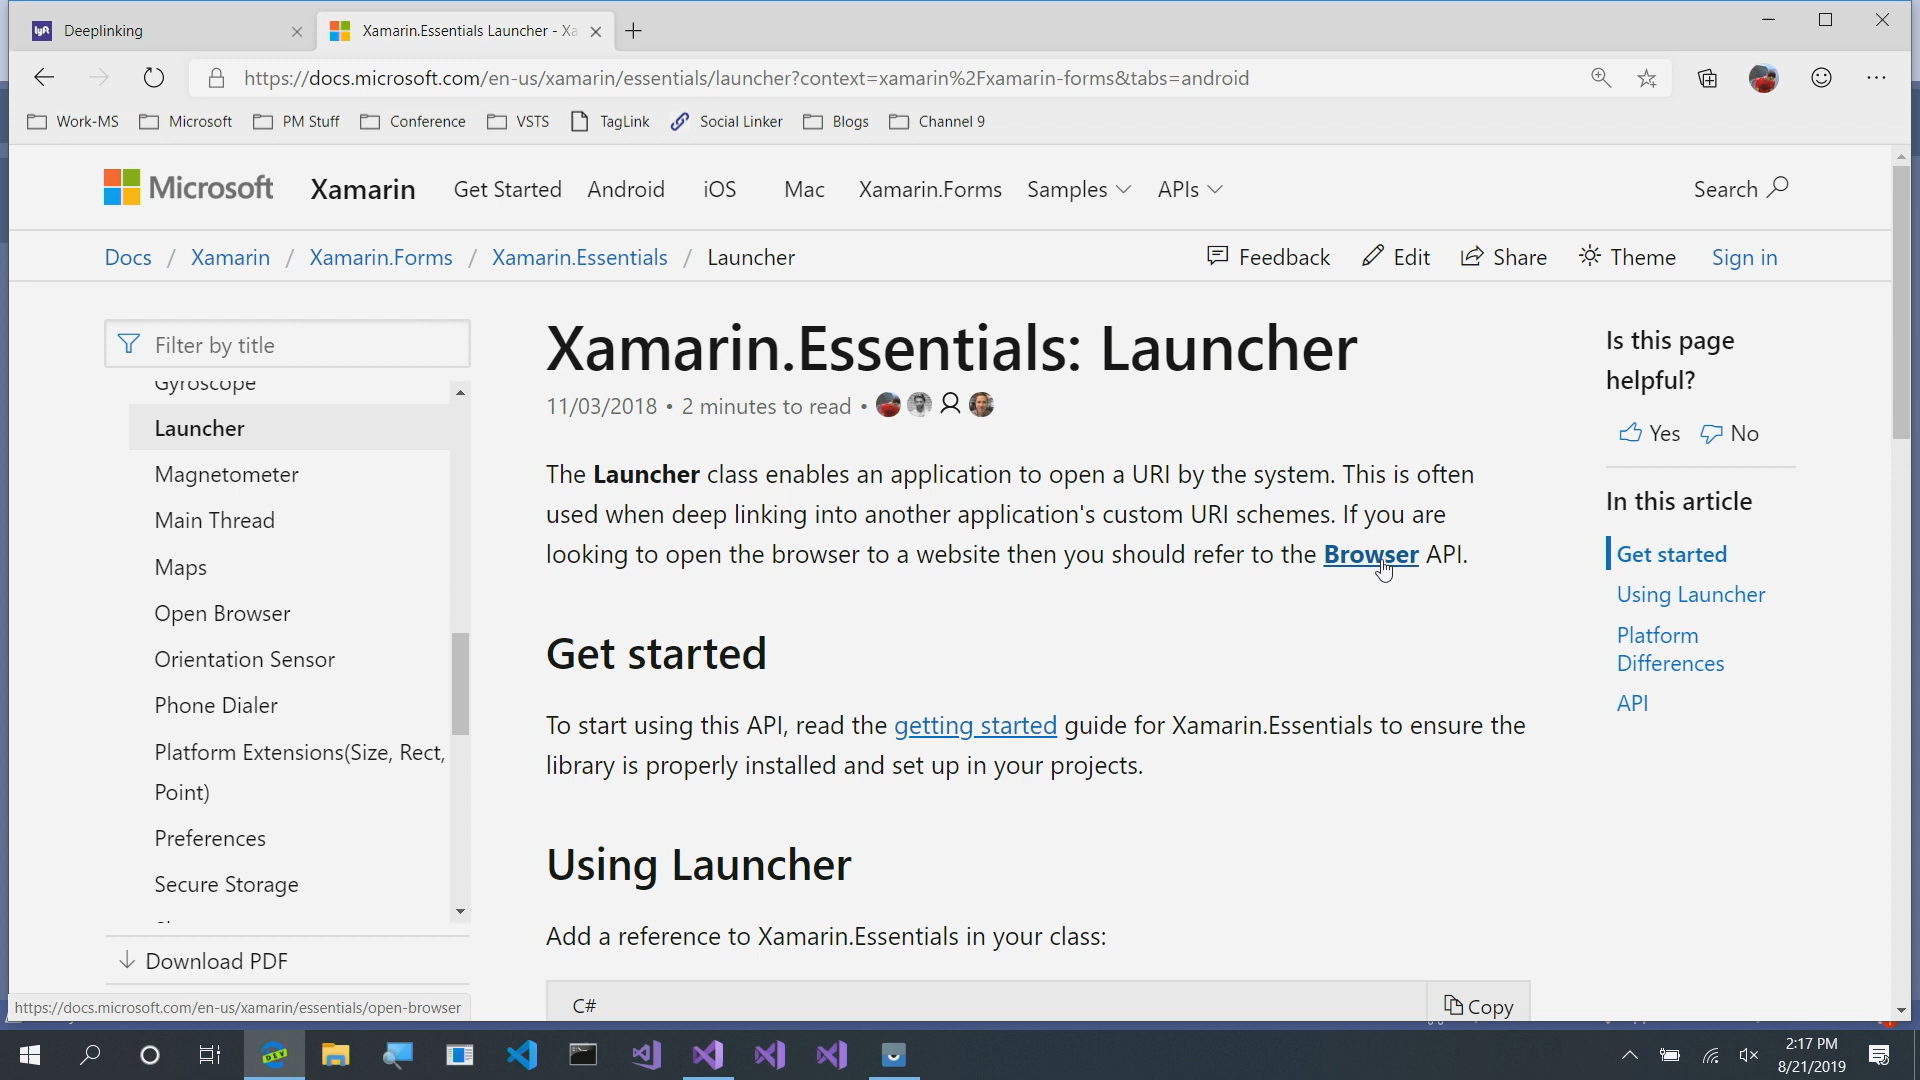 lyft Deeplinking
Xamarin.Essentials Launcher - Xa
https://docs.microsoft.com/en-us/xamarin/essentials/launcher?context=xamarin%2Fxamarin-forms&tabs=android
Work-MS Microsoft PM Stuff Conference VSTS TagLink Social Linker Blogs Channel 9
Microsoft Xamarin Get Started Android iOS Mac Xamarin.Forms Samples APIs Search
Docs / Xamarin / Xamarin.Forms / Xamarin.Essentials / Launcher Feedback Edit Share Theme Sign in
Filter by title
Gyroscope
Launcher
Magnetometer
Main Thread
Maps
Open Browser
Orientation Sensor
Phone Dialer
Platform Extensions(Size, Rect,
Point)
Preferences
Secure Storage
Download PDF
Xamarin.Essentials: Launcher
11/03/2018 • 2 minutes to read •
The Launcher class enables an application to open a URI by the system. This is often
used when deep linking into another application's custom URI schemes. If you are
looking to open the browser to a website then you should refer to the Browser API.
Get started
To start using this API, read the getting started guide for Xamarin.Essentials to ensure the
library is properly installed and set up in your projects.
Using Launcher
Add a reference to Xamarin.Essentials in your class:
C# Copy
Is this page
helpful?
Yes No
In this article
Get started
Using Launcher
Platform
Differences
API
https://docs.microsoft.com/en-us/xamarin/essentials/open-browser
DEV
2:17 PM
8/21/2019